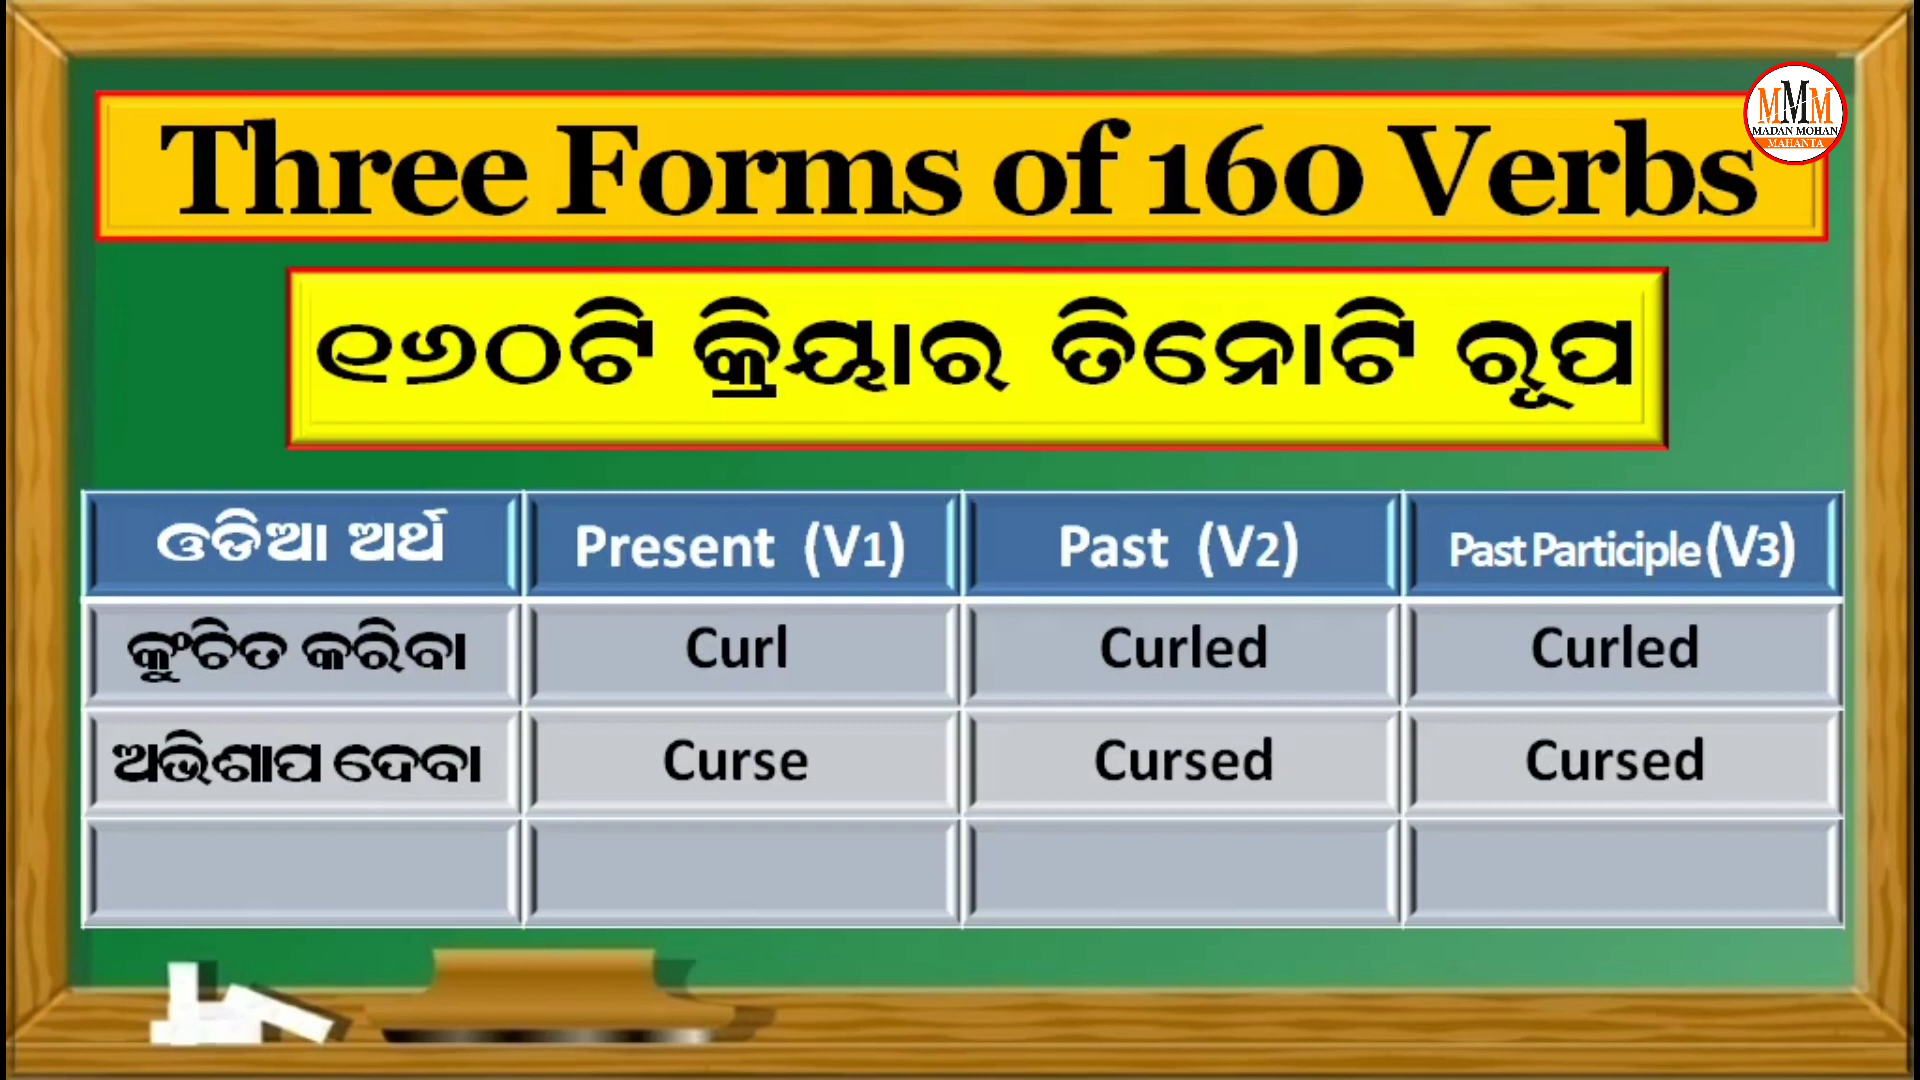 MMM
MADAN MOHAN
MAHANTA
Three Forms of 160 Verbs
୧୬୦ଟି କ୍ରିୟାର ତିନୋଟି ରୂପ
ଓଡିଆ ଅର୍ଥ Present (V1) Past (V2) Past Participle (V3)
କୁଂଚିତ କରିବା Curl Curled Curled
ଅଭିଶାପ ଦେବା Curse Cursed Cursed